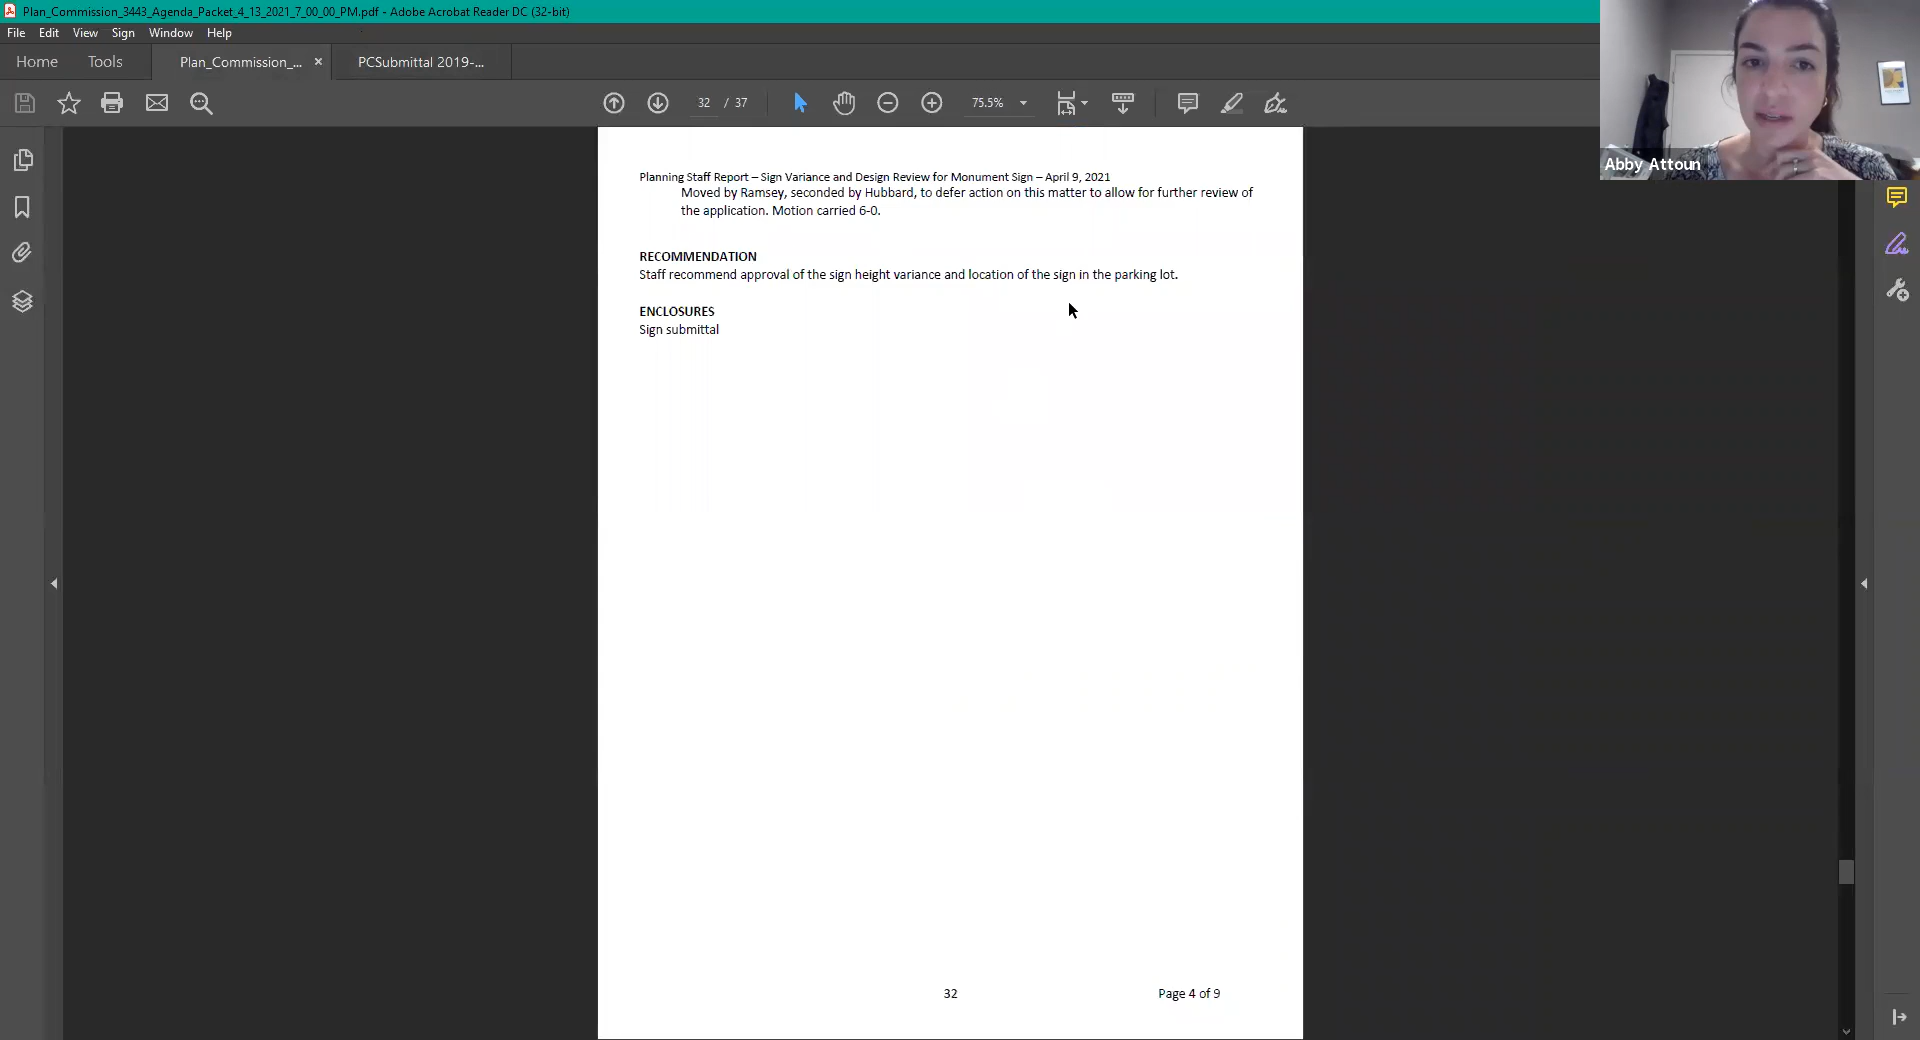 Plan_Commission_3443_Agenda_Packet_4_13_2021_7_00_00_PM.pdf - Adobe Acrobat Reader DC (32-bit)
File Edit View Sign Window Help
Home Tools Plan_Commission_... × PCSubmittal 2019-...
32 / 37 75.5%
Abby Attoun
Planning Staff Report – Sign Variance and Design Review for Monument Sign – April 9, 2021
Moved by Ramsey, seconded by Hubbard, to defer action on this matter to allow for further review of
the application. Motion carried 6-0.
RECOMMENDATION
Staff recommend approval of the sign height variance and location of the sign in the parking lot.
ENCLOSURES
Sign submittal
32 Page 4 of 9